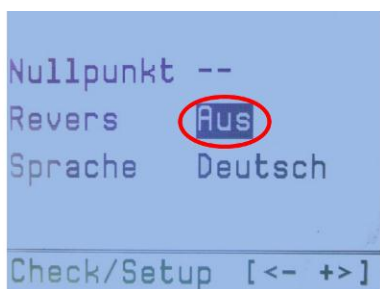 Nullpunkt --
Revers Aus
Sprache Deutsch
Check/Setup [<- +>]